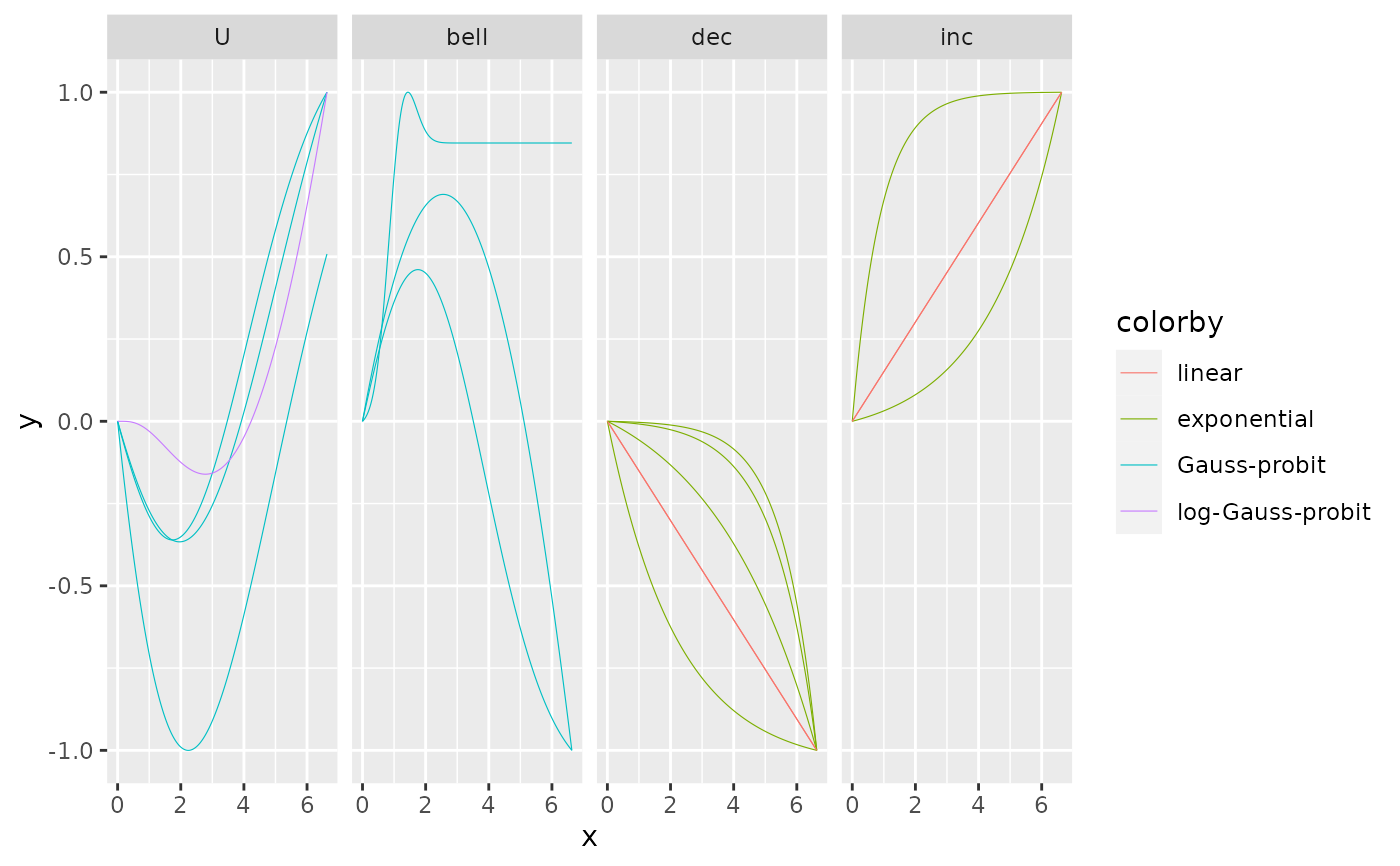 U bell dec inc
1.0
0.5
0.0
-0.5
-1.0
y
0 2 4 6 0 2 4 6 0 2 4 6 0 2 4 6
x
colorby
linear
exponential
Gauss-probit
log-Gauss-probit